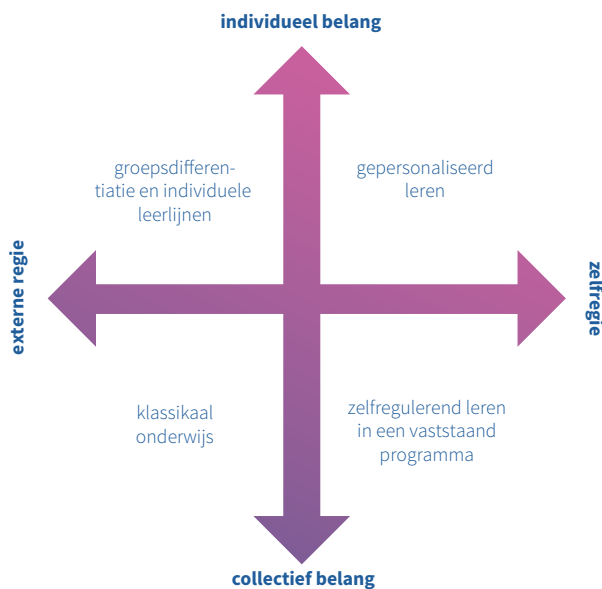 individueel belang
groepsdifferen-
tiatie en individuele
leerlijnen
gepersonaliseerd
leren
externe regie
zelfregie
klassikaal
onderwijs
zelfregulerend leren
in een vaststaand
programma
collectief belang